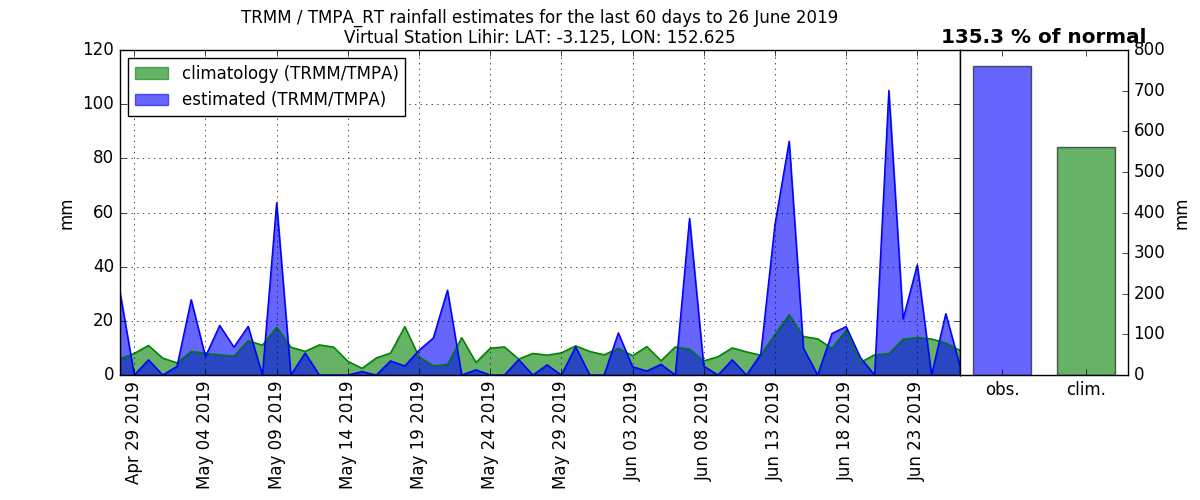 TRMM / TMPA_RT rainfall estimates for the last 60 days to 26 June 2019
Virtual Station Lihir: LAT: -3.125, LON: 152.625
135.3 % of normal
climatology (TRMM/TMPA)
estimated (TRMM/TMPA)
120
100
80
60
40
20
0
mm
Apr 29 2019
May 04 2019
May 09 2019
May 14 2019
May 19 2019
May 24 2019
May 29 2019
Jun 03 2019
Jun 08 2019
Jun 13 2019
Jun 18 2019
Jun 23 2019
800
700
600
500
400
300
200
100
0
mm
obs.
clim.